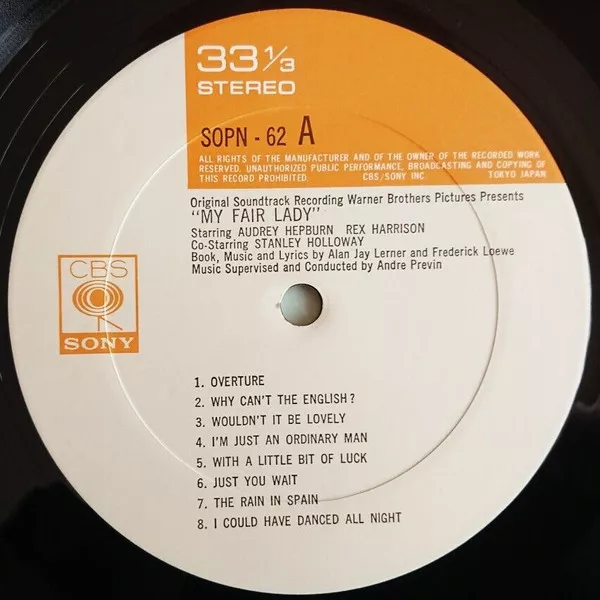 33 1/3
STEREO
SOPN - 62 A
ALL RIGHTS OF THE MANUFACTURER AND OF THE OWNER OF THE RECORDED WORK
RESERVED. UNAUTHORIZED PUBLIC PERFORMANCE, BROADCASTING AND COPYING OF
THIS RECORD PROHIBITED. CBS/SONY INC. TOKYO JAPAN
Original Soundtrack Recording Warner Brothers Pictures Presents
"MY FAIR LADY"
Starring AUDREY HEPBURN REX HARRISON
Co-Starring STANLEY HOLLOWAY
Book, Music and Lyrics by Alan Jay Lerner and Frederick Loewe
Music Supervised and Conducted by Andre Previn
CBS
SONY
1. OVERTURE
2. WHY CAN'T THE ENGLISH?
3. WOULDN'T IT BE LOVELY
4. I'M JUST AN ORDINARY MAN
5. WITH A LITTLE BIT OF LUCK
6. JUST YOU WAIT
7. THE RAIN IN SPAIN
8. I COULD HAVE DANCED ALL NIGHT